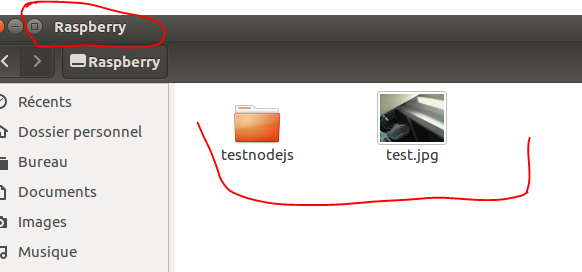 Raspberry
Raspberry
Récents
Dossier personnel
Bureau
Documents
Images
Musique
testnodejs
test.jpg